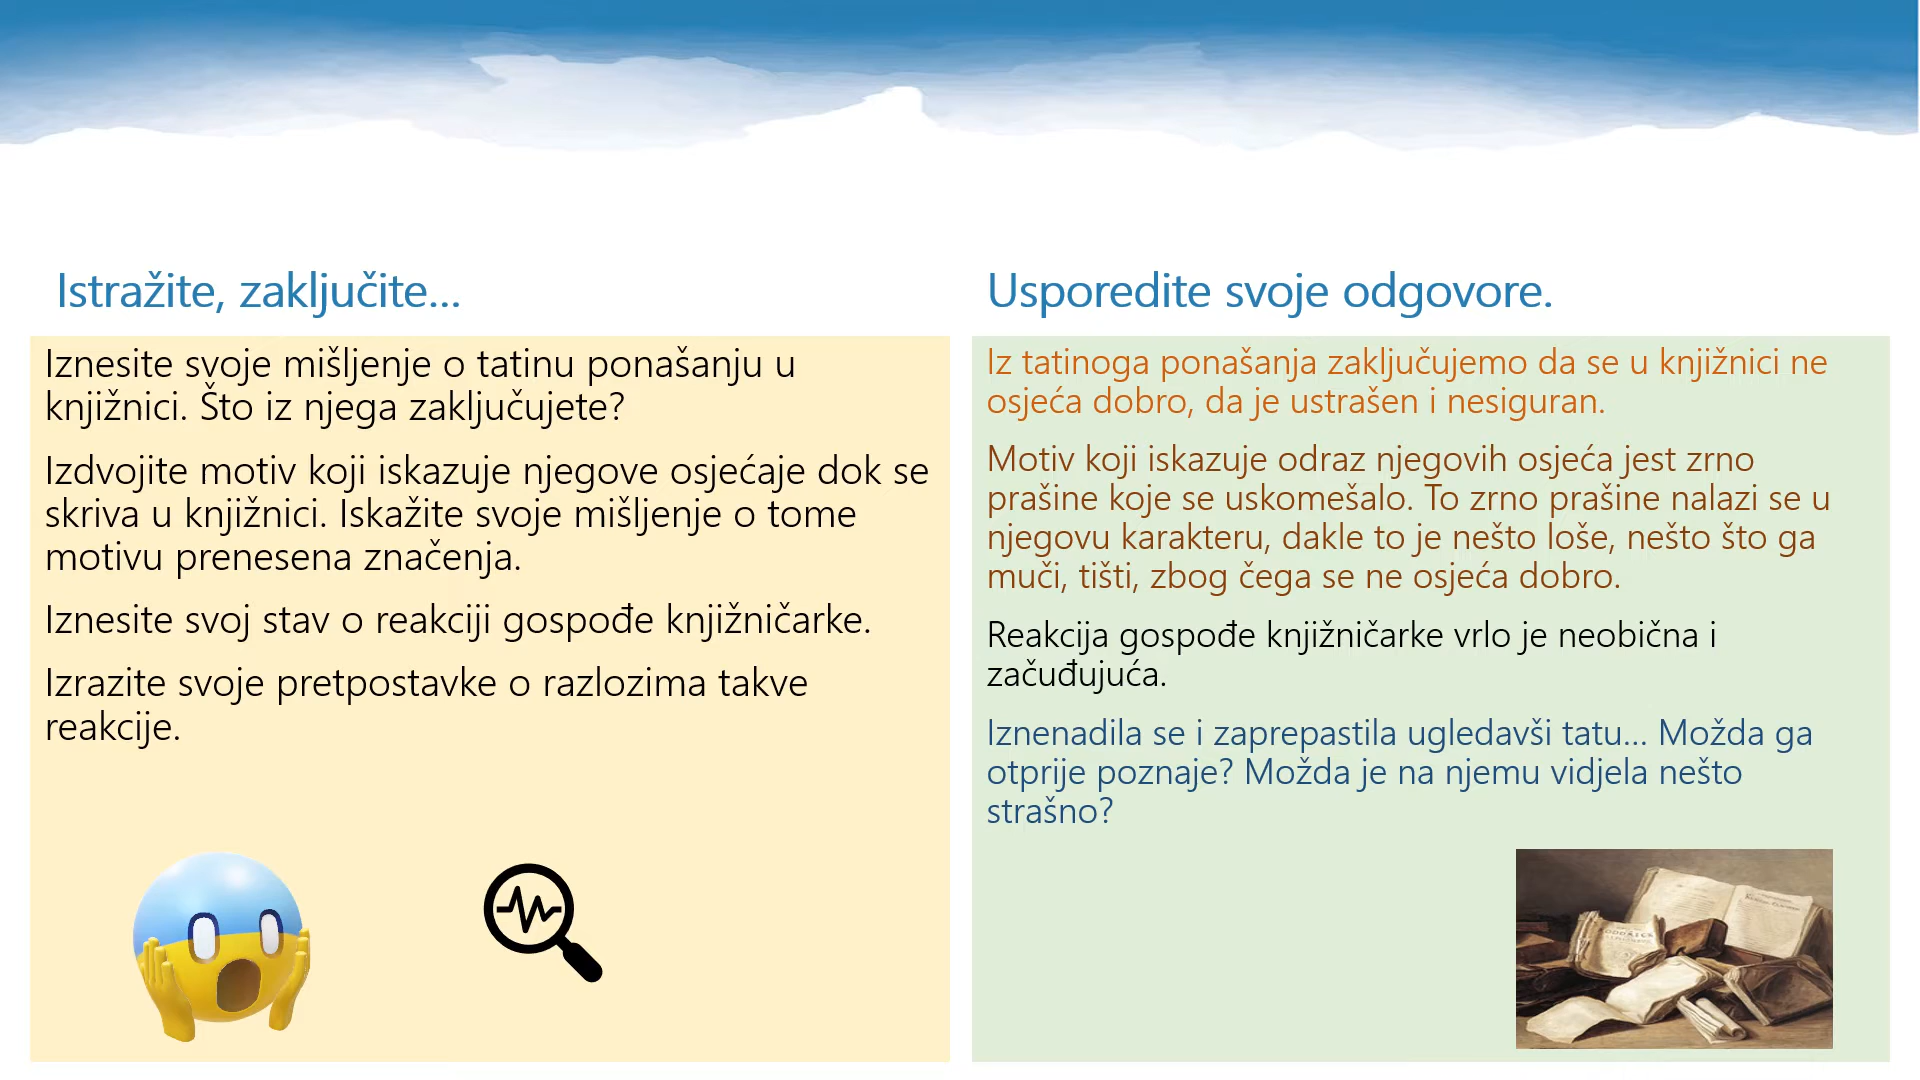 Istražite, zaključite...
Iznesite svoje mišljenje o tatinu ponašanju u
knjižnici. Što iz njega zaključujete?
Izdvojite motiv koji iskazuje njegove osjećaje dok se
skriva u knjižnici. Iskažite svoje mišljenje o tome
motivu prenesena značenja.
Iznesite svoj stav o reakciji gospođe knjižničarke.
Izrazite svoje pretpostavke o razlozima takve
reakcije.
Usporedite svoje odgovore.
Iz tatinoga ponašanja zaključujemo da se u knjižnici ne
osjeća dobro, da je ustrašen i nesiguran.
Motiv koji iskazuje odraz njegovih osjeća jest zrno
prašine koje se uskomešalo. To zrno prašine nalazi se u
njegovu karakteru, dakle to je nešto loše, nešto što ga
muči, tišti, zbog čega se ne osjeća dobro.
Reakcija gospođe knjižničarke vrlo je neobična i
začuđujuća.
Iznenadila se i zaprepastila ugledavši tatu... Možda ga
otprije poznaje? Možda je na njemu vidjela nešto
strašno?